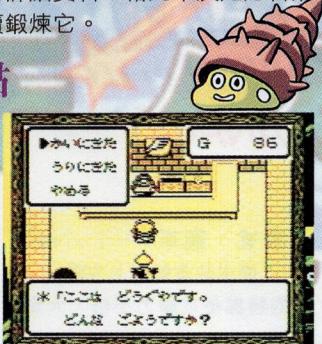 續鍛煉它。
▶かいにきた
うりにきた
やめる
G 86
*「ここは どうぐやです。
どんな ごようですか?